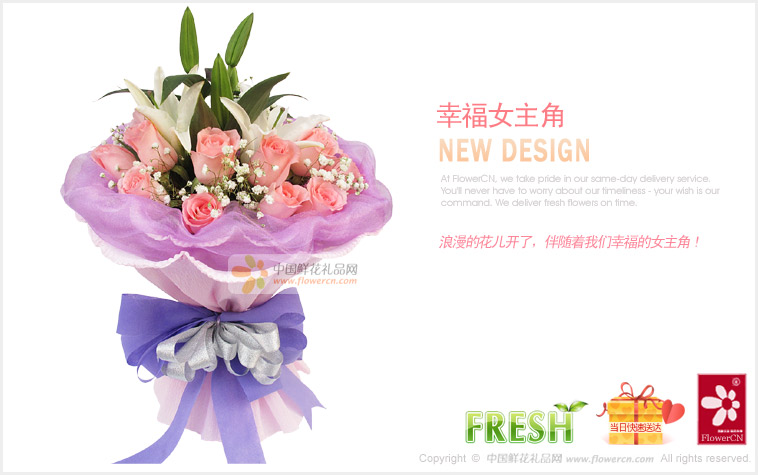 幸福女主角
NEW DESIGN
At FlowerCN, we take pride in our same-day delivery service.
You'll never have to worry about our timeliness - your wish is our
command. We deliver fresh flowers on time.
浪漫的花儿开了，伴随着我们幸福的女主角！
中国鲜花礼品网
www.flowercn.com
FRESH
当日快速送达
FlowerCN
Copyright © 中国鲜花礼品网 www.flowercn.com All rights reserved.